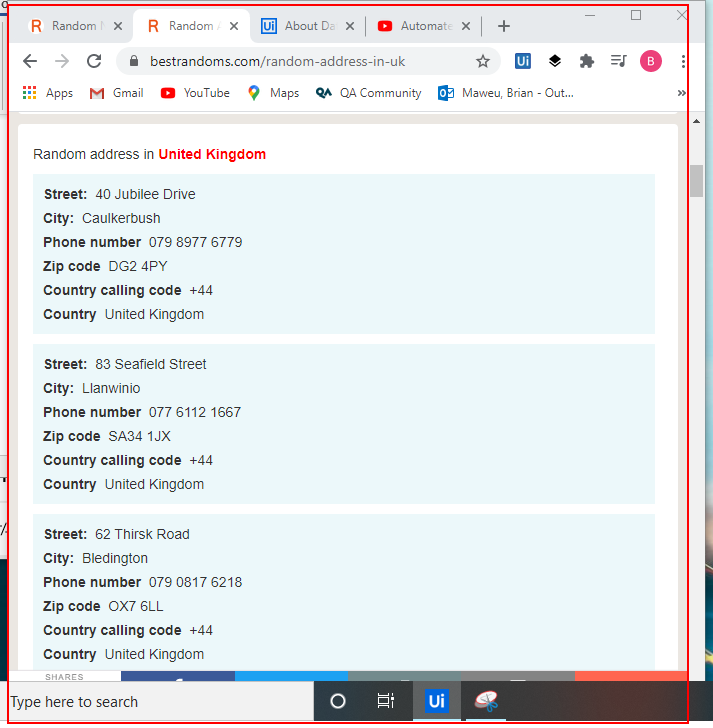 Random
Random
Ui About Da
Automate
bestrandoms.com/random-address-in-uk
Ui
B
Apps Gmail YouTube Maps QA QA Community Maweu, Brian - Out... »
Random address in United Kingdom
Street: 40 Jubilee Drive
City: Caulkerbush
Phone number 079 8977 6779
Zip code DG2 4PY
Country calling code +44
Country United Kingdom
Street: 83 Seafield Street
City: Llanwinio
Phone number 077 6112 1667
Zip code SA34 1JX
Country calling code +44
Country United Kingdom
Street: 62 Thirsk Road
City: Bledington
Phone number 079 0817 6218
Zip code OX7 6LL
Country calling code +44
Country United Kingdom
SHARES
Type here to search
Ui